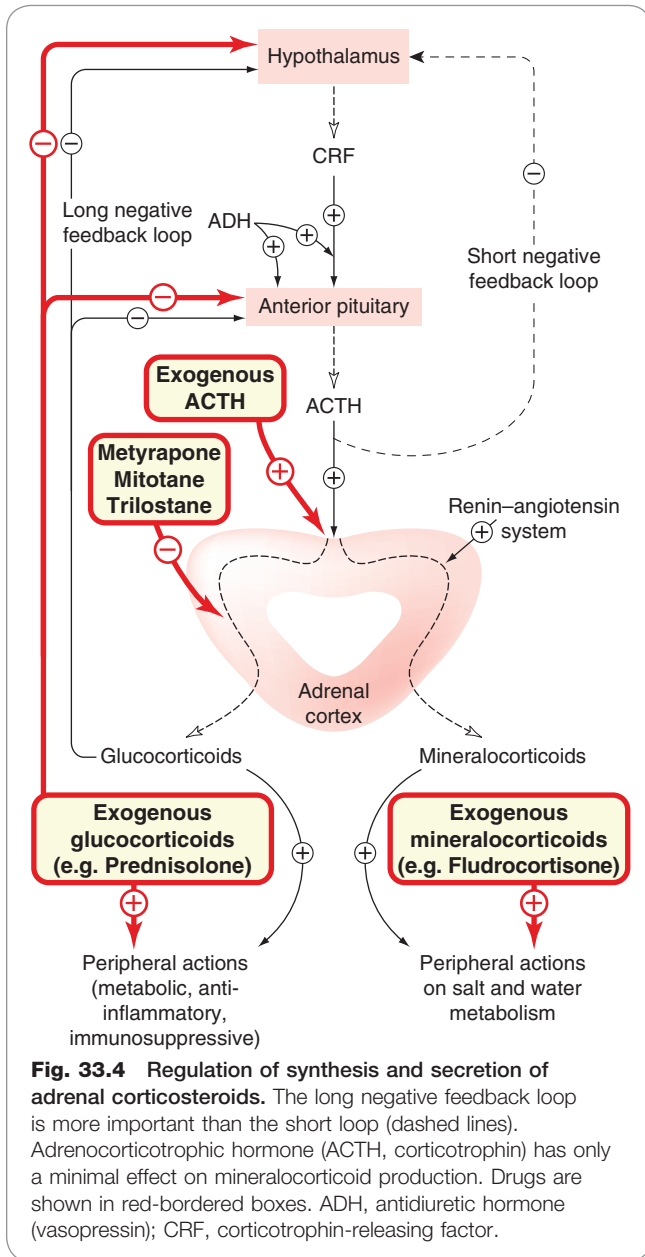 Hypothalamus
CRF
Long negative
feedback loop
ADH
Short negative
feedback loop
Anterior pituitary
Exogenous
ACTH
ACTH
Metyrapone
Mitotane
Trilostane
Renin–angiotensin
system
Adrenal
cortex
Glucocorticoids
Mineralocorticoids
Exogenous
glucocorticoids
(e.g. Prednisolone)
Exogenous
mineralocorticoids
(e.g. Fludrocortisone)
Peripheral actions
(metabolic, anti-
inflammatory,
immunosuppressive)
Peripheral actions
on salt and water
metabolism
Fig. 33.4 Regulation of synthesis and secretion of
adrenal corticosteroids. The long negative feedback loop
is more important than the short loop (dashed lines).
Adrenocorticotrophic hormone (ACTH, corticotrophin) has only
a minimal effect on mineralocorticoid production. Drugs are
shown in red-bordered boxes. ADH, antidiuretic hormone
(vasopressin); CRF, corticotrophin-releasing factor.